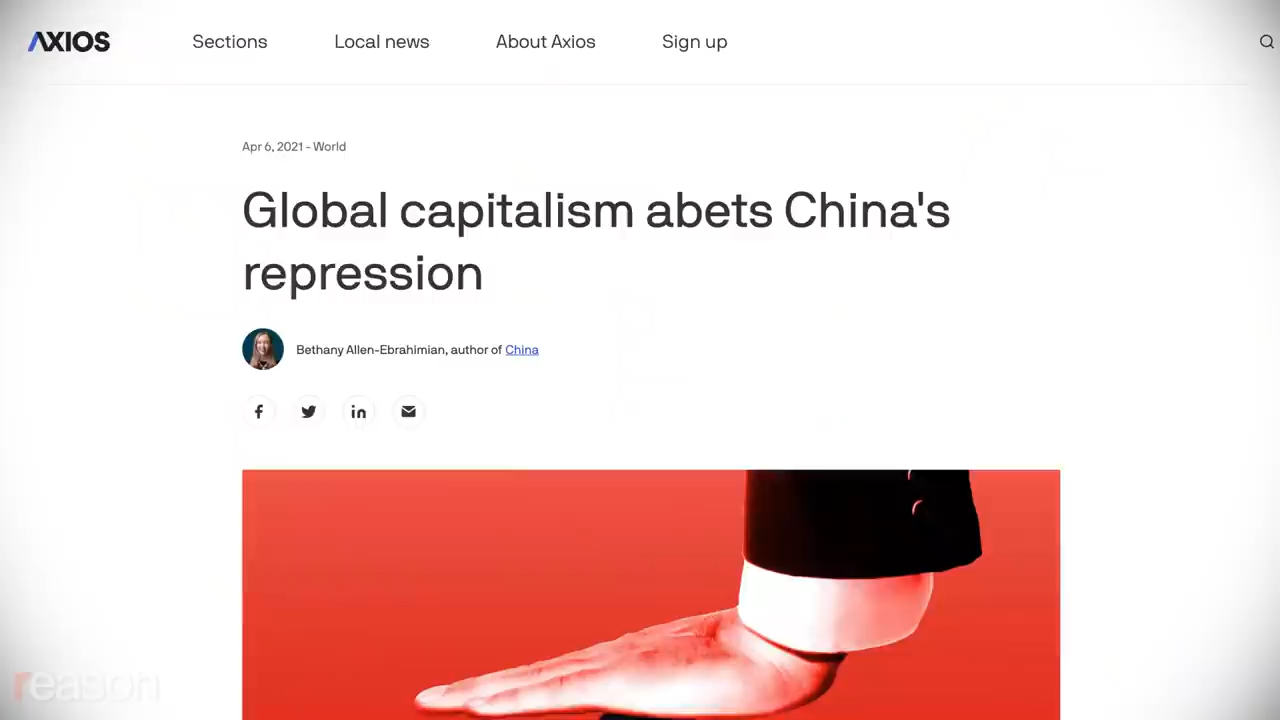 AXIOS
Sections
Local news
About Axios
Sign up
Apr 6, 2021 - World
Global capitalism abets China's
repression
Bethany Allen-Ebrahimian, author of China
reason